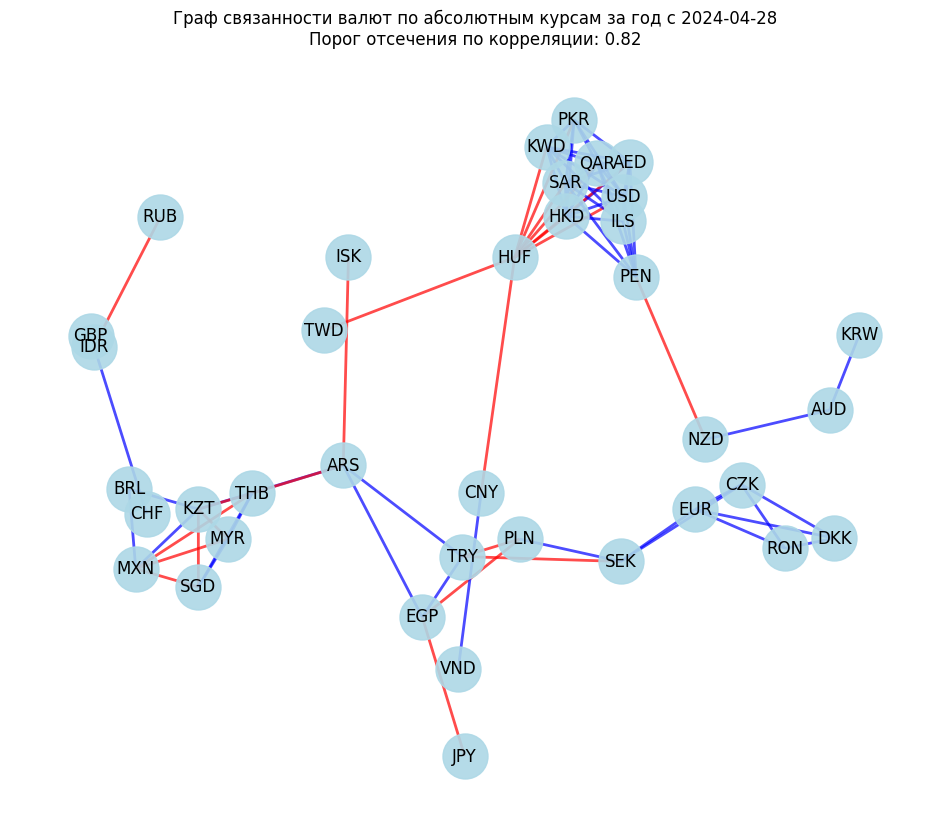 Граф связанности валют по абсолютным курсам за год с 2024-04-28
Порог отсечения по корреляции: 0.82
PKR
KWD
QAR
AED
SAR
USD
HKD
ILS
RUB
ISK
HUF
PEN
TWD
GBP
IDR
KRW
AUD
NZD
ARS
BRL
THB
CNY
CZK
CHF
KZT
EUR
MYR
PLN
DKK
RON
MXN
TRY
SEK
SGD
EGP
VND
JPY